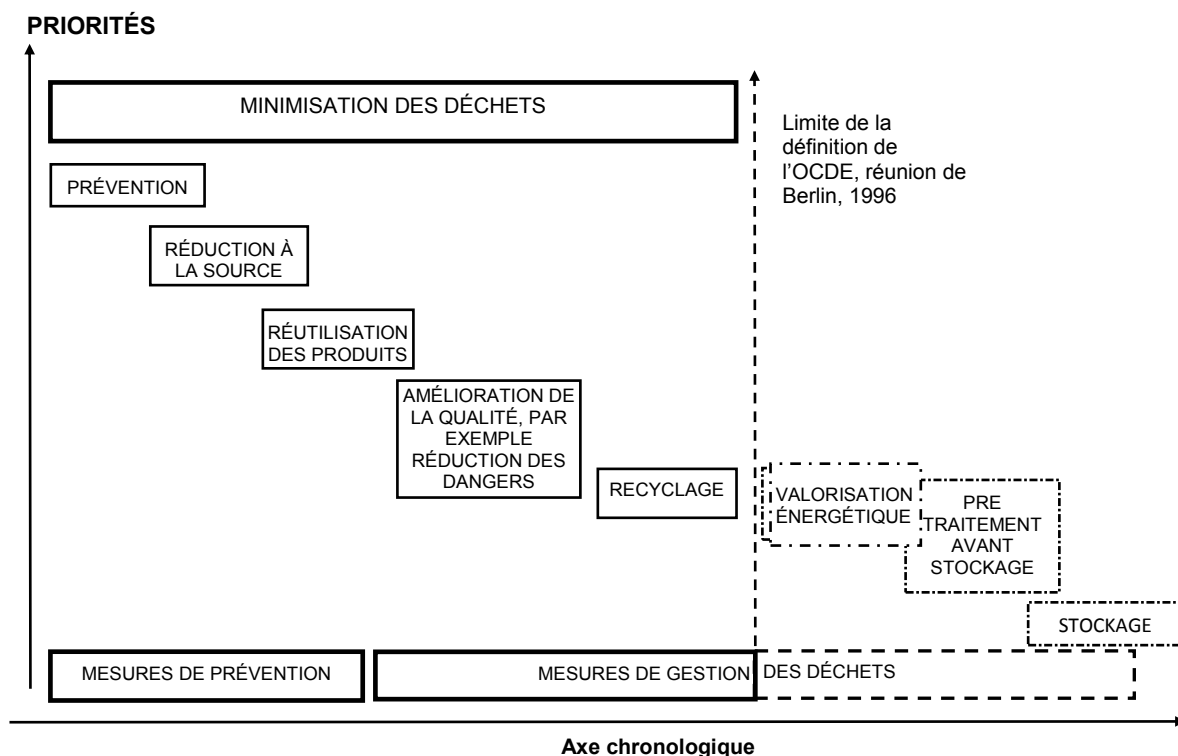 PRIORITÉS
MINIMISATION DES DÉCHETS
Limite de la
définition de
l’OCDE, réunion de
Berlin, 1996
PRÉVENTION
RÉDUCTION À
LA SOURCE
RÉUTILISATION
DES PRODUITS
AMÉLIORATION DE
LA QUALITÉ, PAR
EXEMPLE
RÉDUCTION DES
DANGERS
RECYCLAGE
VALORISATION
ÉNERGÉTIQUE
PRE
TRAITEMENT
AVANT
STOCKAGE
STOCKAGE
MESURES DE PRÉVENTION
MESURES DE GESTION DES DÉCHETS
Axe chronologique